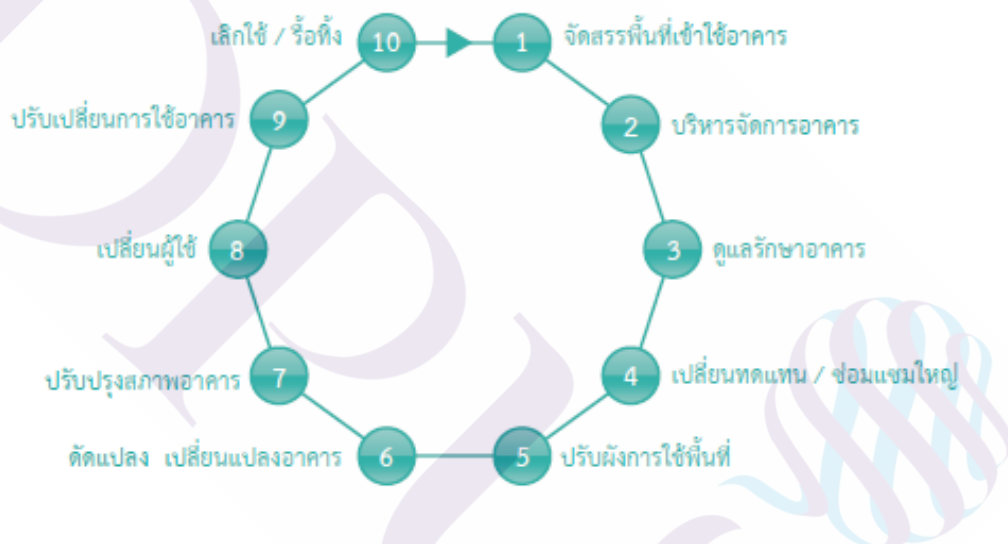 1 จัดสรรพื้นที่เข้าใช้อาคาร
2 บริหารจัดการอาคาร
3 ดูแลรักษาอาคาร
4 เปลี่ยนทดแทน / ซ่อมแซมใหญ่
5 ปรับผังการใช้พื้นที่
6 ดัดแปลง เปลี่ยนแปลงอาคาร
7 ปรับปรุงสภาพอาคาร
8 เปลี่ยนผู้ใช้
9 ปรับเปลี่ยนการใช้อาคาร
10 เลิกใช้ / รื้อทิ้ง